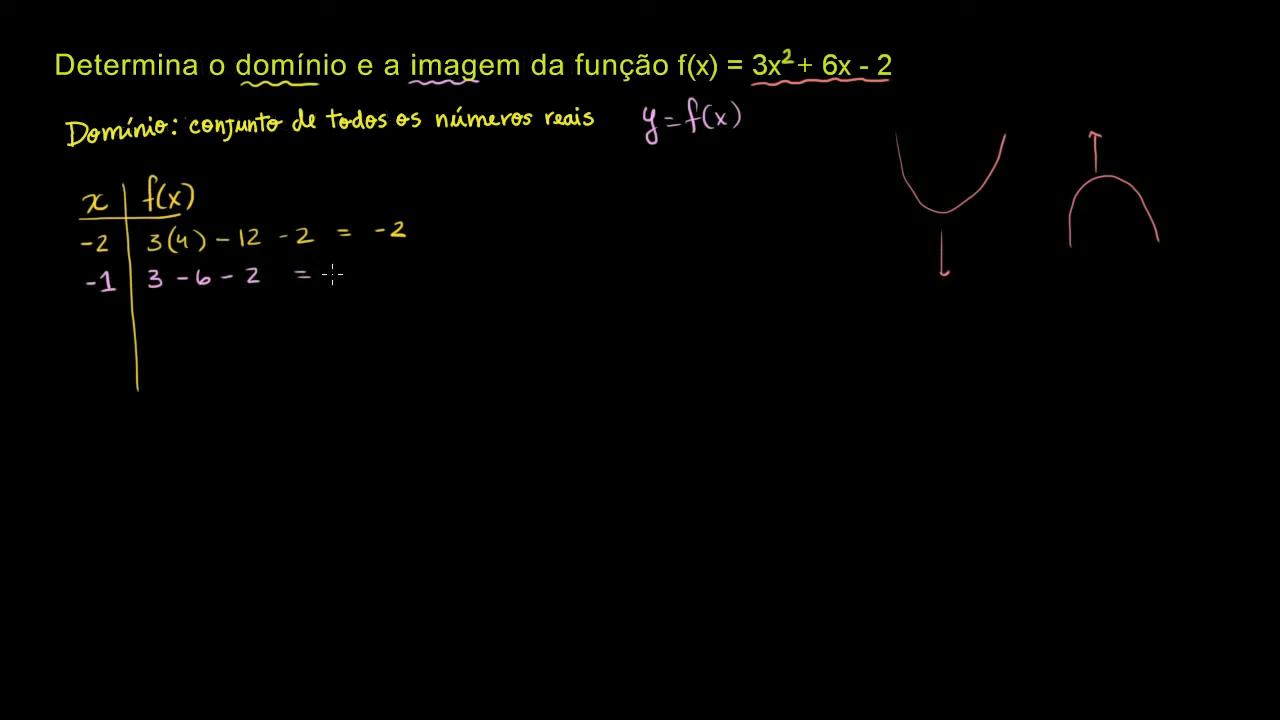 Determina o domínio e a imagem da função f(x) = 3x² + 6x - 2
Domínio: conjunto de todos os números reais
y = f(x)
x f(x)
-2 3(4) - 12 - 2 = -2
-1 3 - 6 - 2 =